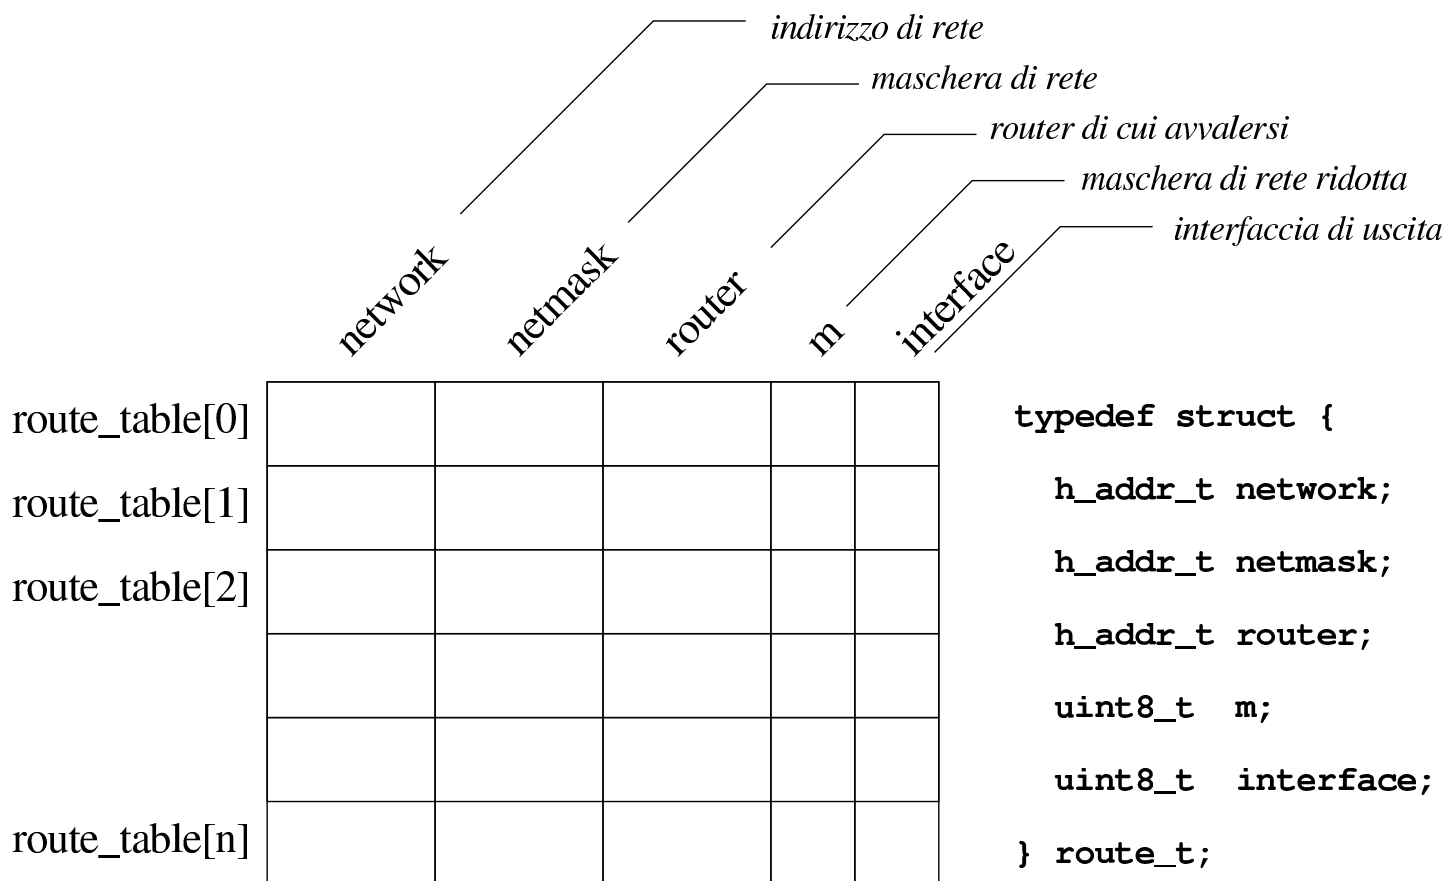 indirizzo di rete
maschera di rete
router di cui avvalersi
maschera di rete ridotta
interfaccia di uscita
network
netmask
router
m
interface
route_table[0]
route_table[1]
route_table[2]
route_table[n]
typedef struct {
h_addr_t network;
h_addr_t netmask;
h_addr_t router;
uint8_t m;
uint8_t interface;
} route_t;